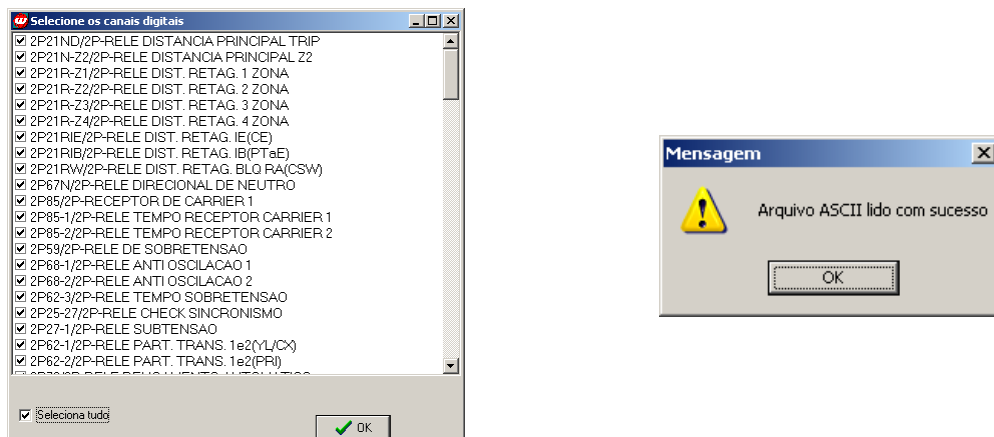 Selecione os canais digitais
2P21ND/2P-RELE DISTANCIA PRINCIPAL TRIP
2P21N-Z2/2P-RELE DISTANCIA PRINCIPAL Z2
2P21R-Z1/2P-RELE DIST. RETAG. 1 ZONA
2P21R-Z2/2P-RELE DIST. RETAG. 2 ZONA
2P21R-Z3/2P-RELE DIST. RETAG. 3 ZONA
2P21R-Z4/2P-RELE DIST. RETAG. 4 ZONA
2P21RIE/2P-RELE DIST. RETAG. IE(CE)
2P21RIB/2P-RELE DIST. RETAG. IB(PTaE)
2P21RW/2P-RELE DIST. RETAG. BLQ RA(CSW)
2P67N/2P-RELE DIRECIONAL DE NEUTRO
2P85/2P-RECEPTOR DE CARRIER 1
2P85-1/2P-RELE TEMPO RECEPTOR CARRIER 1
2P85-2/2P-RELE TEMPO RECEPTOR CARRIER 2
2P59/2P-RELE DE SOBRETENSAO
2P68-1/2P-RELE ANTI OSCILACAO 1
2P68-2/2P-RELE ANTI OSCILACAO 2
2P62-3/2P-RELE TEMPO SOBRETENSAO
2P25-27/2P-RELE CHECK SINCRONISMO
2P27-1/2P-RELE SUBTENSAO
2P62-1/2P-RELE PART. TRANS. 1e2(YL/CX)
2P62-2/2P-RELE PART. TRANS. 1e2(PRI)
Seleciona tudo
OK
Mensagem
Arquivo ASCII lido com sucesso
OK